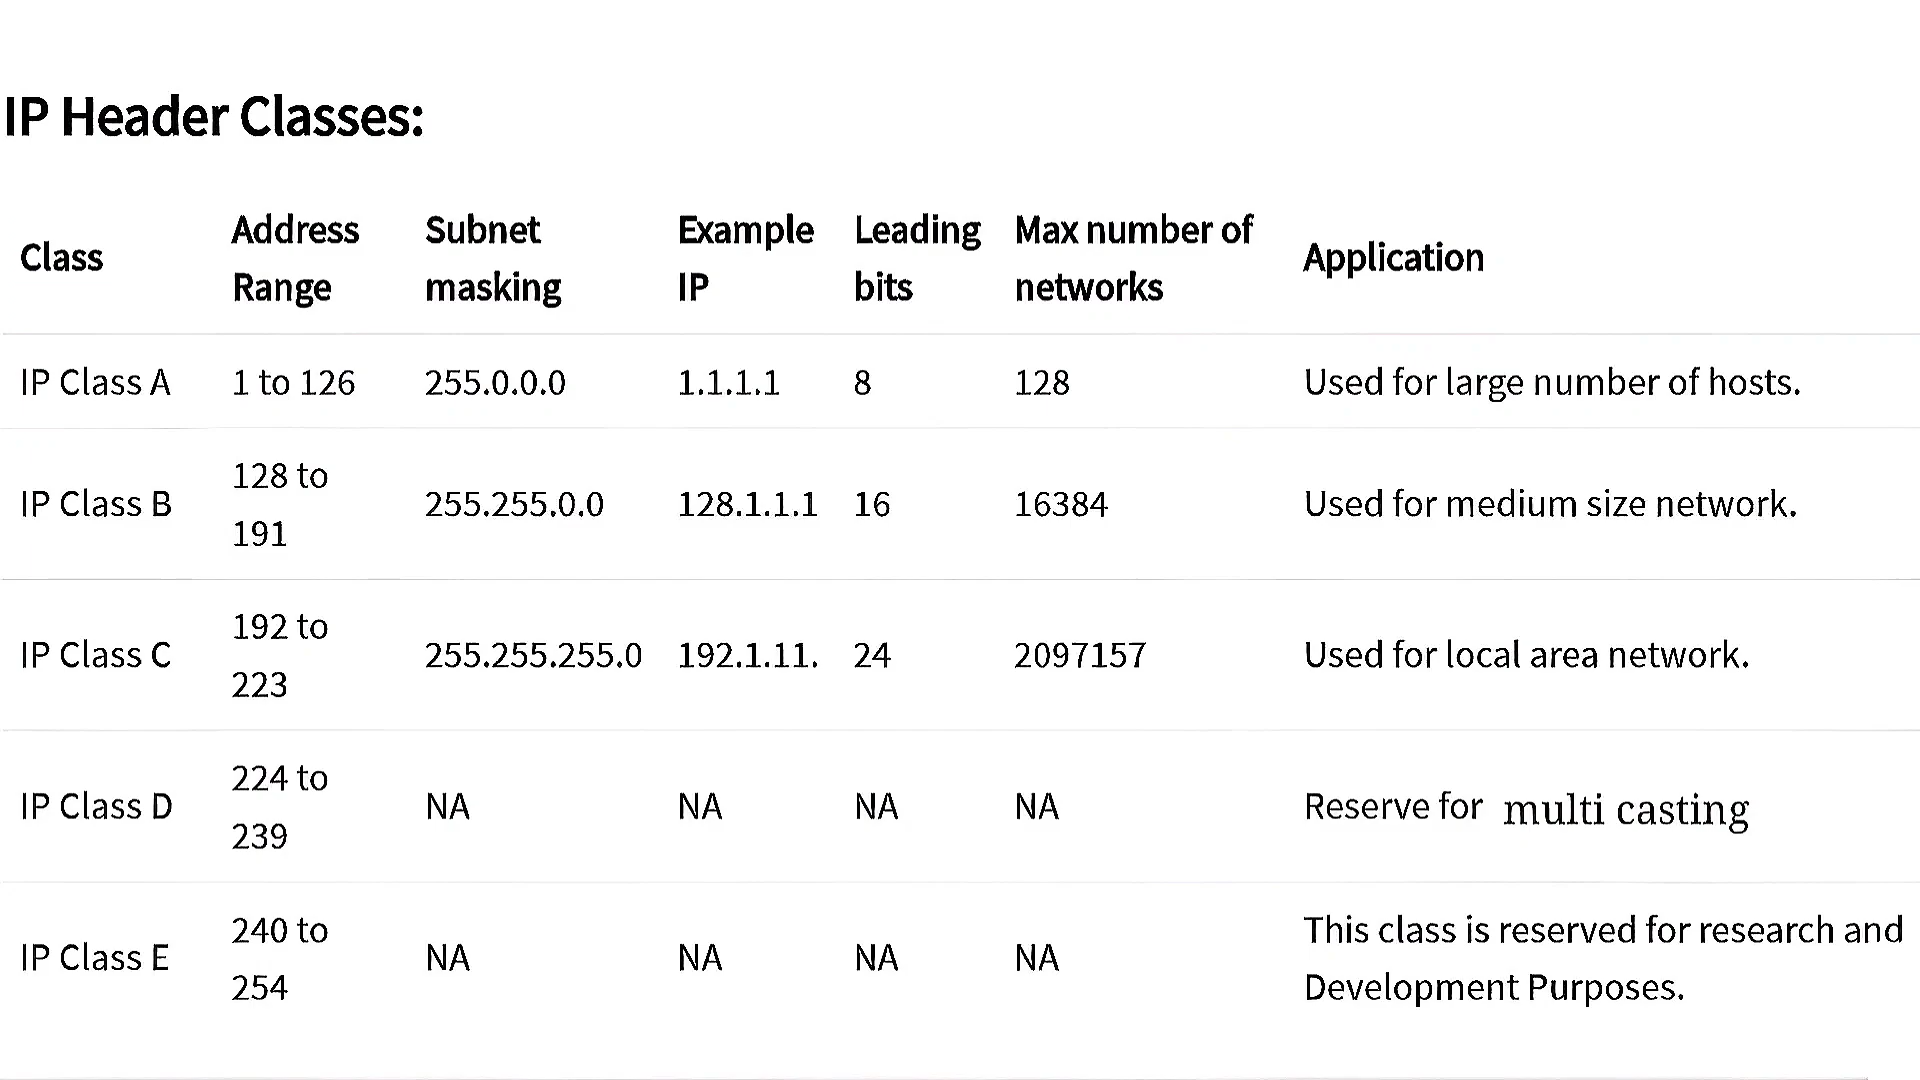 IP Header Classes:
Class Address Range Subnet masking Example IP Leading bits Max number of networks Application
IP Class A 1 to 126 255.0.0.0 1.1.1.1 8 128 Used for large number of hosts.
IP Class B 128 to 191 255.255.0.0 128.1.1.1 16 16384 Used for medium size network.
IP Class C 192 to 223 255.255.255.0 192.1.11. 24 2097157 Used for local area network.
IP Class D 224 to 239 NA NA NA NA Reserve for multi casting
IP Class E 240 to 254 NA NA NA NA This class is reserved for research and Development Purposes.